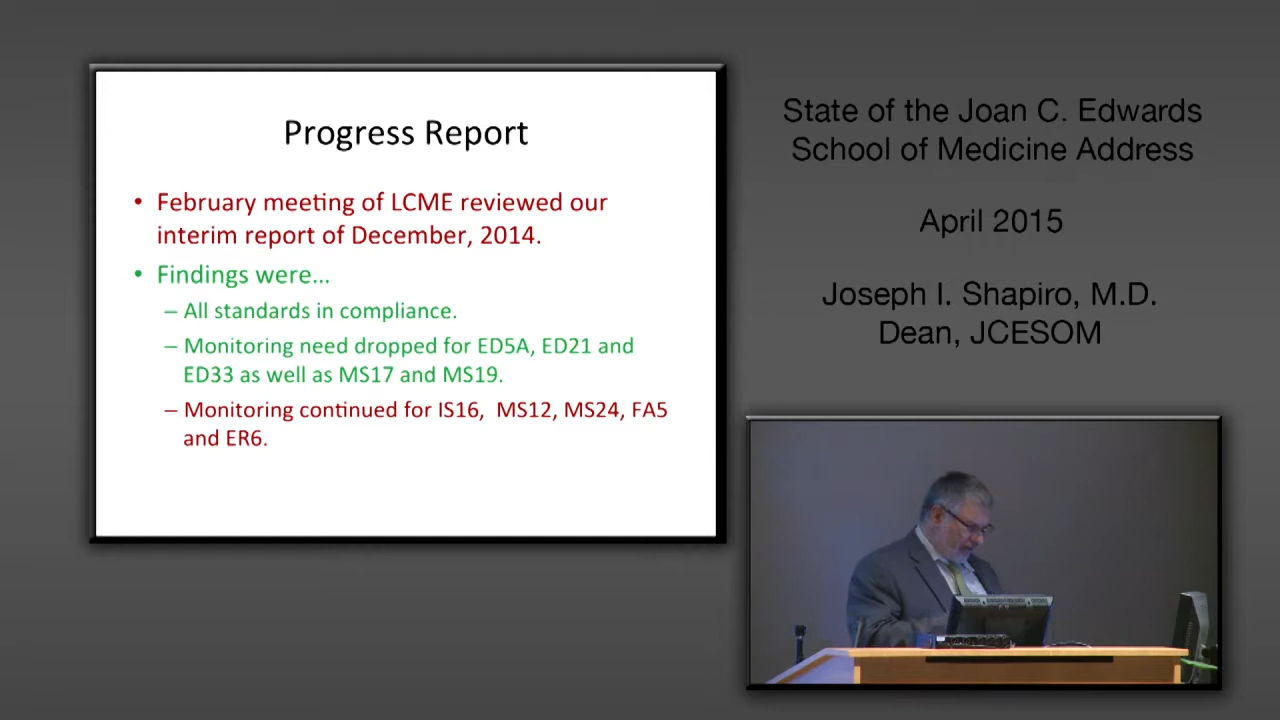 Progress Report
• February meeting of LCME reviewed our
interim report of December, 2014.
• Findings were...
– All standards in compliance.
– Monitoring need dropped for ED5A, ED21 and
ED33 as well as MS17 and MS19.
– Monitoring continued for IS16,  MS12, MS24, FA5
and ER6.
State of the Joan C. Edwards
School of Medicine Address
April 2015
Joseph I. Shapiro, M.D.
Dean, JCESOM